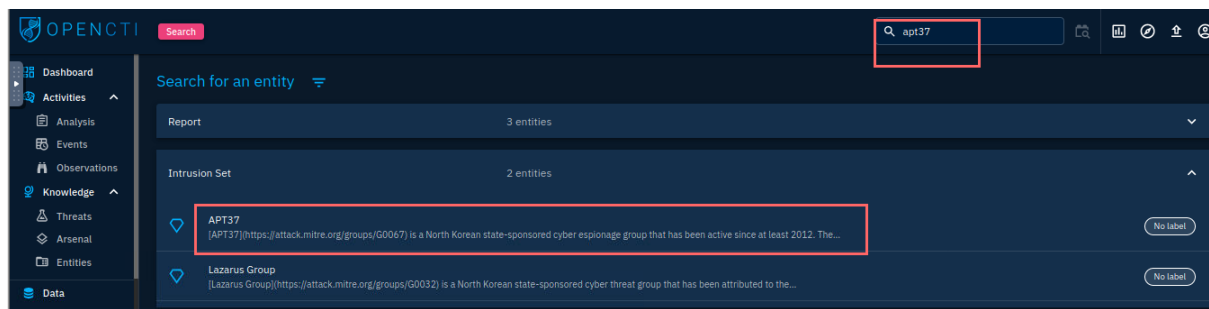 OPENCTI
Search
apt37
Dashboard
Activities
Analysis
Events
Observations
Knowledge
Threats
Arsenal
Entities
Data
Search for an entity
Report 3 entities
Intrusion Set 2 entities
APT37
[APT37](https://attack.mitre.org/groups/G0067) is a North Korean state-sponsored cyber espionage group that has been active since at least 2012. The...
No label
Lazarus Group
[Lazarus Group](https://attack.mitre.org/groups/G0032) is a North Korean state-sponsored cyber threat group that has been attributed to the...
No label